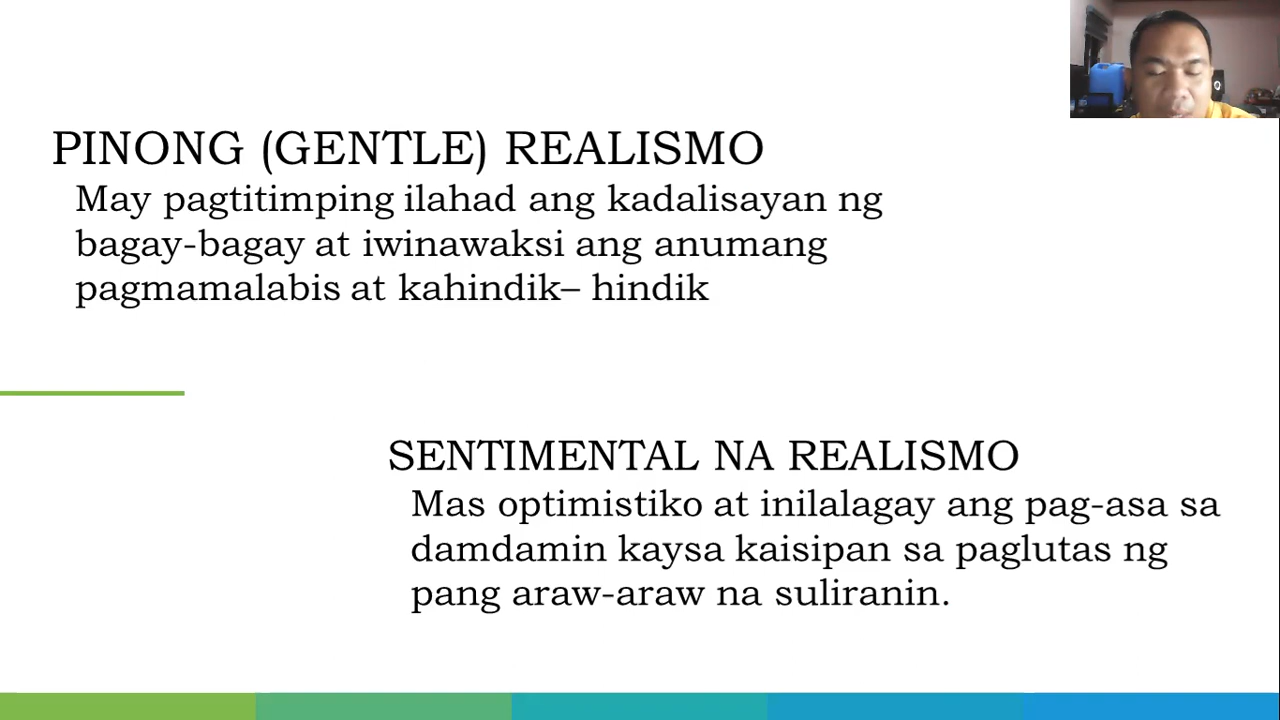 PINONG (GENTLE) REALISMO
May pagtitimping ilahad ang kadalisayan ng
bagay-bagay at iwinawaksi ang anumang
pagmamalabis at kahindik– hindik
SENTIMENTAL NA REALISMO
Mas optimistiko at inilalagay ang pag-asa sa
damdamin kaysa kaisipan sa paglutas ng
pang araw-araw na suliranin.